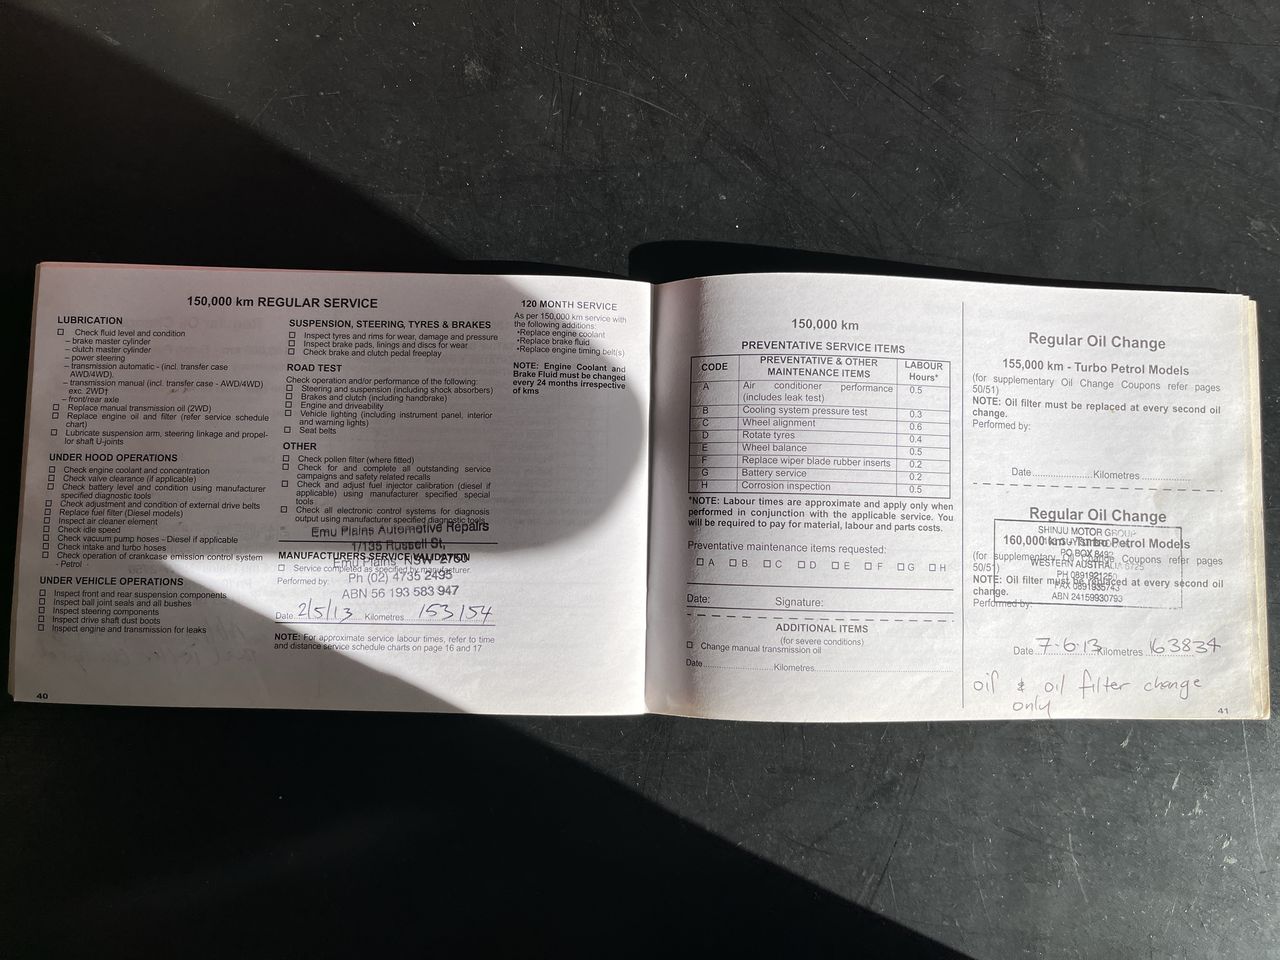 150,000 km REGULAR SERVICE
LUBRICATION
Check fluid level and condition
– brake master cylinder
– clutch master cylinder
– power steering
– transmission automatic - (incl. transfer case
AWD/4WD).
– transmission manual (incl. transfer case - AWD/4WD)
exc. 2WD†
– front/rear axle
Replace manual transmission oil (2WD)
Replace engine oil and filter (refer service schedule
chart)
Lubricate suspension arm, steering linkage and propel-
lor shaft U-joints
UNDER HOOD OPERATIONS
Check engine coolant and concentration
Check valve clearance (if applicable)
Check battery level and condition using manufacturer
specified diagnostic tools
Check adjustment and condition of external drive belts
Replace fuel filter (Diesel models)
Inspect air cleaner element
Check idle speed
Check vacuum pump hoses – Diesel if applicable
Check intake and turbo hoses
Check operation of crankcase emission control system
- Petrol
UNDER VEHICLE OPERATIONS
Inspect front and rear suspension components
Inspect ball joint seals and all bushes
Inspect steering components
Inspect drive shaft dust boots
Inspect engine and transmission for leaks
40
SUSPENSION, STEERING, TYRES & BRAKES
Inspect tyres and rims for wear, damage and pressure
Inspect brake pads, linings and discs for wear
Check brake and clutch pedal freeplay
ROAD TEST
Check operation and/or performance of the following:
Steering and suspension (including shock absorbers)
Brakes and clutch (including handbrake)
Engine and driveability
Vehicle lighting (including instrument panel, interior
and warning lights)
Seat belts
OTHER
Check pollen filter (where fitted)
Check for and complete all outstanding service
campaigns and safety related recalls
Check and adjust fuel injector calibration (diesel if
applicable) using manufacturer specified special
tools
Check all electronic control systems for diagnosis
output using manufacturer specified diagnostic tools
Emu Plains Automotive Repairs
1/135 Russell St,
MANUFACTURERS SERVICE VALIDATION
Emu Plains NSW 2750
Service completed as specified by manufacturer.
Performed by:
Ph (02) 4735 2495
ABN 56 193 583 947
Date 2/5/13 Kilometres 153154
NOTE: For approximate service labour times, refer to time
and distance service schedule charts on page 16 and 17
120 MONTH SERVICE
As per 150,000 km service with
the following additions:
•Replace engine coolant
•Replace brake fluid
•Replace engine timing belt(s)
NOTE: Engine Coolant and
Brake Fluid must be changed
every 24 months irrespective
of kms
150,000 km
PREVENTATIVE SERVICE ITEMS
CODE PREVENTATIVE & OTHER MAINTENANCE ITEMS LABOUR Hours*
A Air conditioner performance (includes leak test) 0.5
B Cooling system pressure test 0.3
C Wheel alignment 0.6
D Rotate tyres 0.4
E Wheel balance 0.5
F Replace wiper blade rubber inserts 0.2
G Battery service 0.2
H Corrosion inspection 0.5
*NOTE: Labour times are approximate and apply only when
performed in conjunction with the applicable service. You
will be required to pay for material, labour and parts costs.
Preventative maintenance items requested:
A B C D E F G H
Date: Signature:
ADDITIONAL ITEMS
(for severe conditions)
Change manual transmission oil
Date Kilometres
Regular Oil Change
155,000 km - Turbo Petrol Models
(for supplementary Oil Change Coupons refer pages
50/51)
NOTE: Oil filter must be replaced at every second oil
change.
Performed by:
Date Kilometres
Regular Oil Change
SHINJU MOTOR GROUP
160,000 km - Turbo Petrol Models
PO BOX 8492
(for supplementary Oil Change Coupons refer pages
50/51)
WESTERN AUSTRALIA 6725
NOTE: Oil filter must be replaced at every second oil
change.
FAX 0891935743
ABN 24159930793
Performed by:
Date 7-6-13 Kilometres 163834
oil & oil filter change
only
41